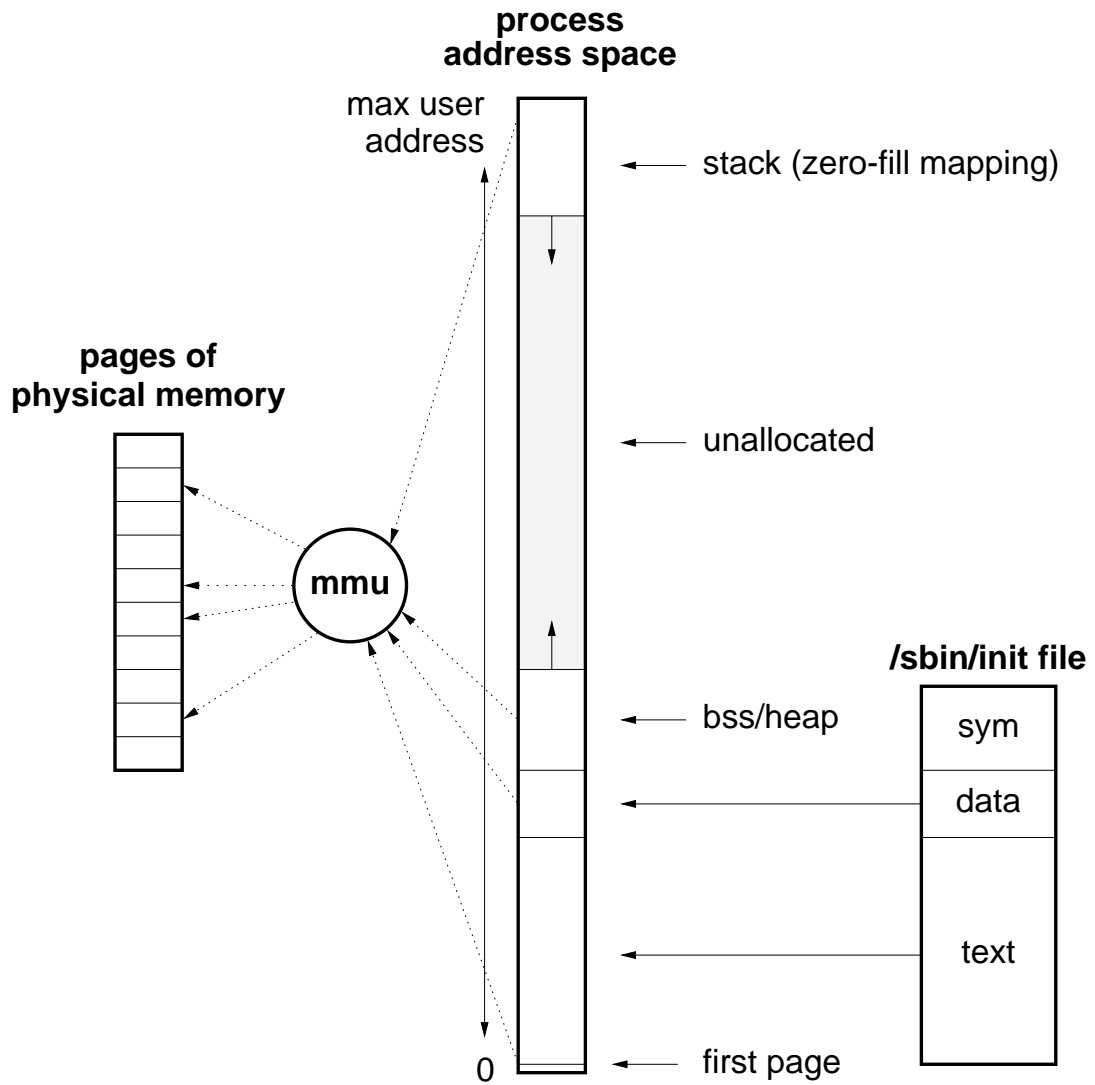 process
address space
max user
address
stack (zero-fill mapping)
pages of
physical memory
unallocated
mmu
/sbin/init file
bss/heap
sym
data
text
first page
0